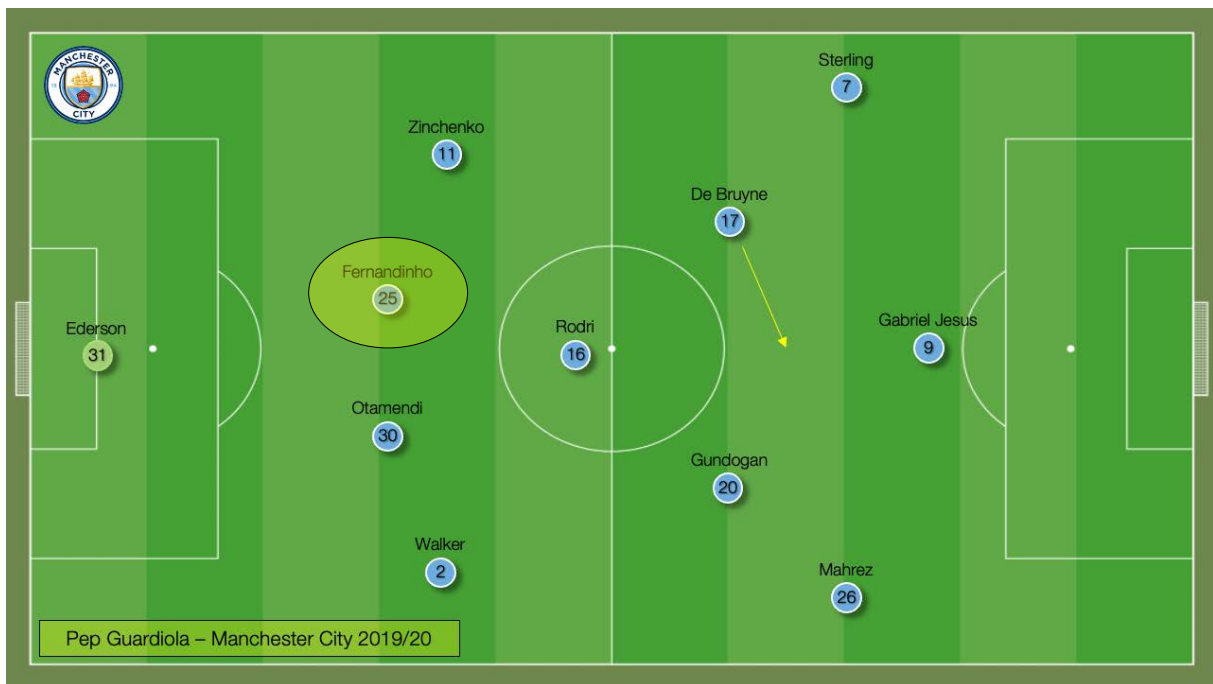 MANCHESTER
CITY
Sterling
7
Zinchenko
11
De Bruyne
17
Fernandinho
25
Ederson
31
Rodri
16
Gabriel Jesus
9
Otamendi
30
Gundogan
20
Walker
2
Mahrez
26
Pep Guardiola – Manchester City 2019/20